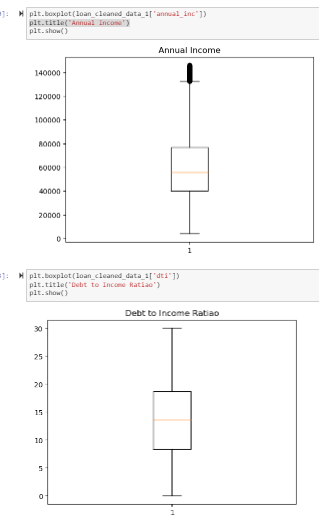 plt.boxplot(loan_cleaned_data_1['annual_inc'])
plt.title('Annual Income')
plt.show()
Annual Income
140000
120000
100000
80000
60000
40000
20000
0
1
plt.boxplot(loan_cleaned_data_1['dti'])
plt.title('Debt to Income Ratiao')
plt.show()
Debt to Income Ratiao
30
25
20
15
10
5
0
1